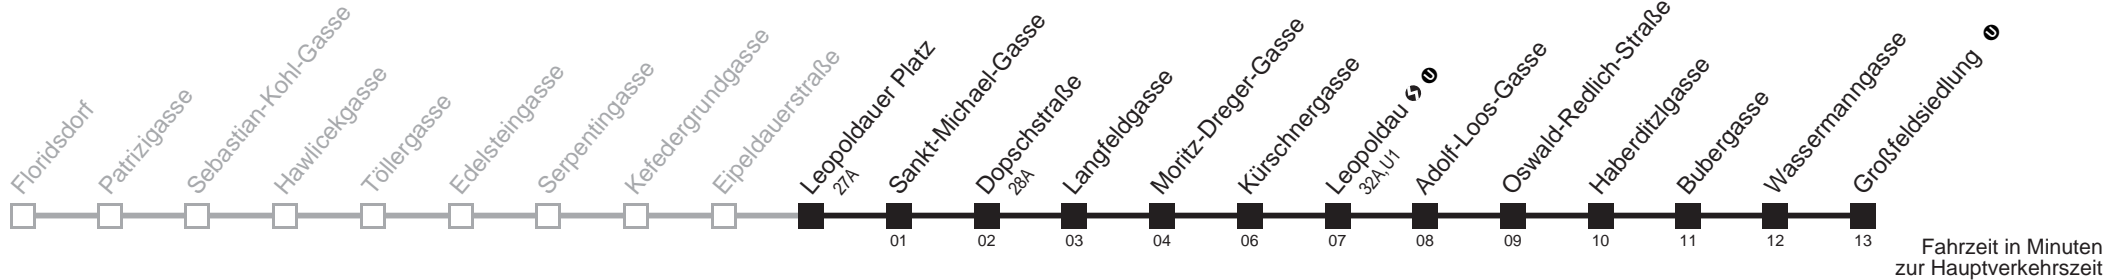 Floridsdorf
Patrizigasse
Sebastian-Kohl-Gasse
Hawlicekgasse
Töllergasse
Edelsteingasse
Serpentingasse
Kefedergrundgasse
Eipeldauerstraße
Leopoldauer Platz
27A
Sankt-Michael-Gasse
Dopschstraße
28A
Langfeldgasse
Moritz-Dreger-Gasse
Kürschnergasse
Leopoldau S U
32A,U1
Adolf-Loos-Gasse
Oswald-Redlich-Straße
Haberditzlgasse
Bubergasse
Wassermanngasse
Großfeldsiedlung U
01 02 03 04 06 07 08 09 10 11 12 13
Fahrzeit in Minuten
zur Hauptverkehrszeit